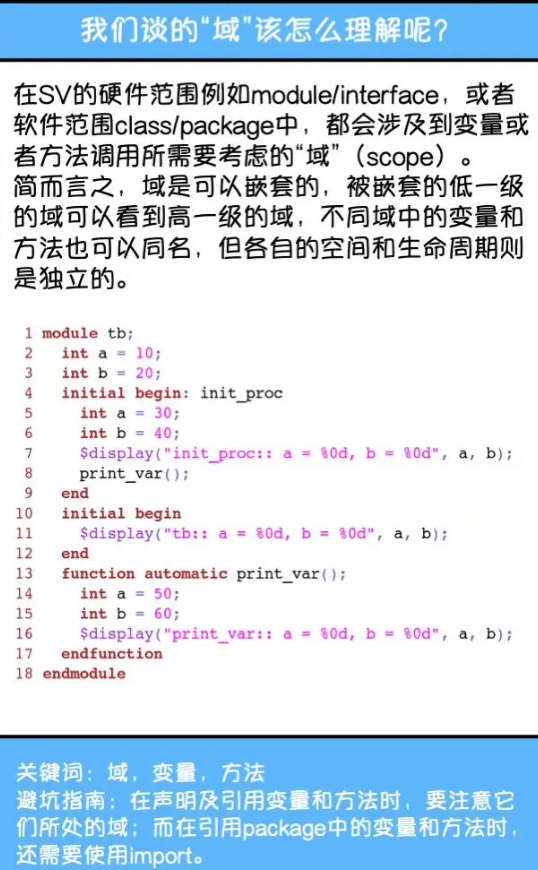 我们谈的“域”该怎么理解呢？
在SV的硬件范围例如module/interface，或者
软件范围class/package中，都会涉及到变量或
者方法调用所需要考虑的“域”（scope）。
简而言之，域是可以嵌套的，被嵌套的低一级
的域可以看到高一级的域，不同域中的变量和
方法也可以同名，但各自的空间和生命周期则
是独立的。
1 module tb;
2   int a = 10;
3   int b = 20;
4   initial begin: init_proc
5     int a = 30;
6     int b = 40;
7     $display("init_proc:: a = %0d, b = %0d", a, b);
8     print_var();
9   end
10   initial begin
11     $display("tb:: a = %0d, b = %0d", a, b);
12   end
13   function automatic print_var();
14     int a = 50;
15     int b = 60;
16     $display("print_var:: a = %0d, b = %0d", a, b);
17   endfunction
18 endmodule
关键词：域，变量，方法
避坑指南：在声明及引用变量和方法时，要注意它
们所处的域；而在引用package中的变量和方法时，
还需要使用import。